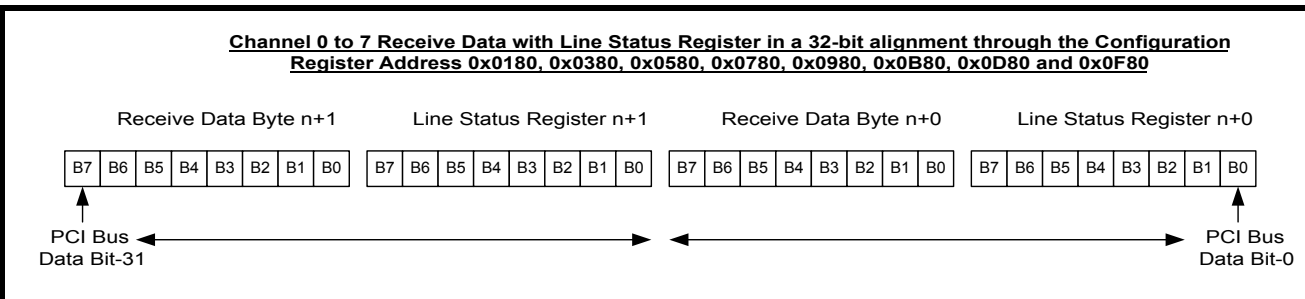 Channel 0 to 7 Receive Data with Line Status Register in a 32-bit alignment through the Configuration
Register Address 0x0180, 0x0380, 0x0580, 0x0780, 0x0980, 0x0B80, 0x0D80 and 0x0F80
Receive Data Byte n+1 Line Status Register n+1 Receive Data Byte n+0 Line Status Register n+0
B7 B6 B5 B4 B3 B2 B1 B0 B7 B6 B5 B4 B3 B2 B1 B0 B7 B6 B5 B4 B3 B2 B1 B0 B7 B6 B5 B4 B3 B2 B1 B0
PCI Bus PCI Bus
Data Bit-31 Data Bit-0